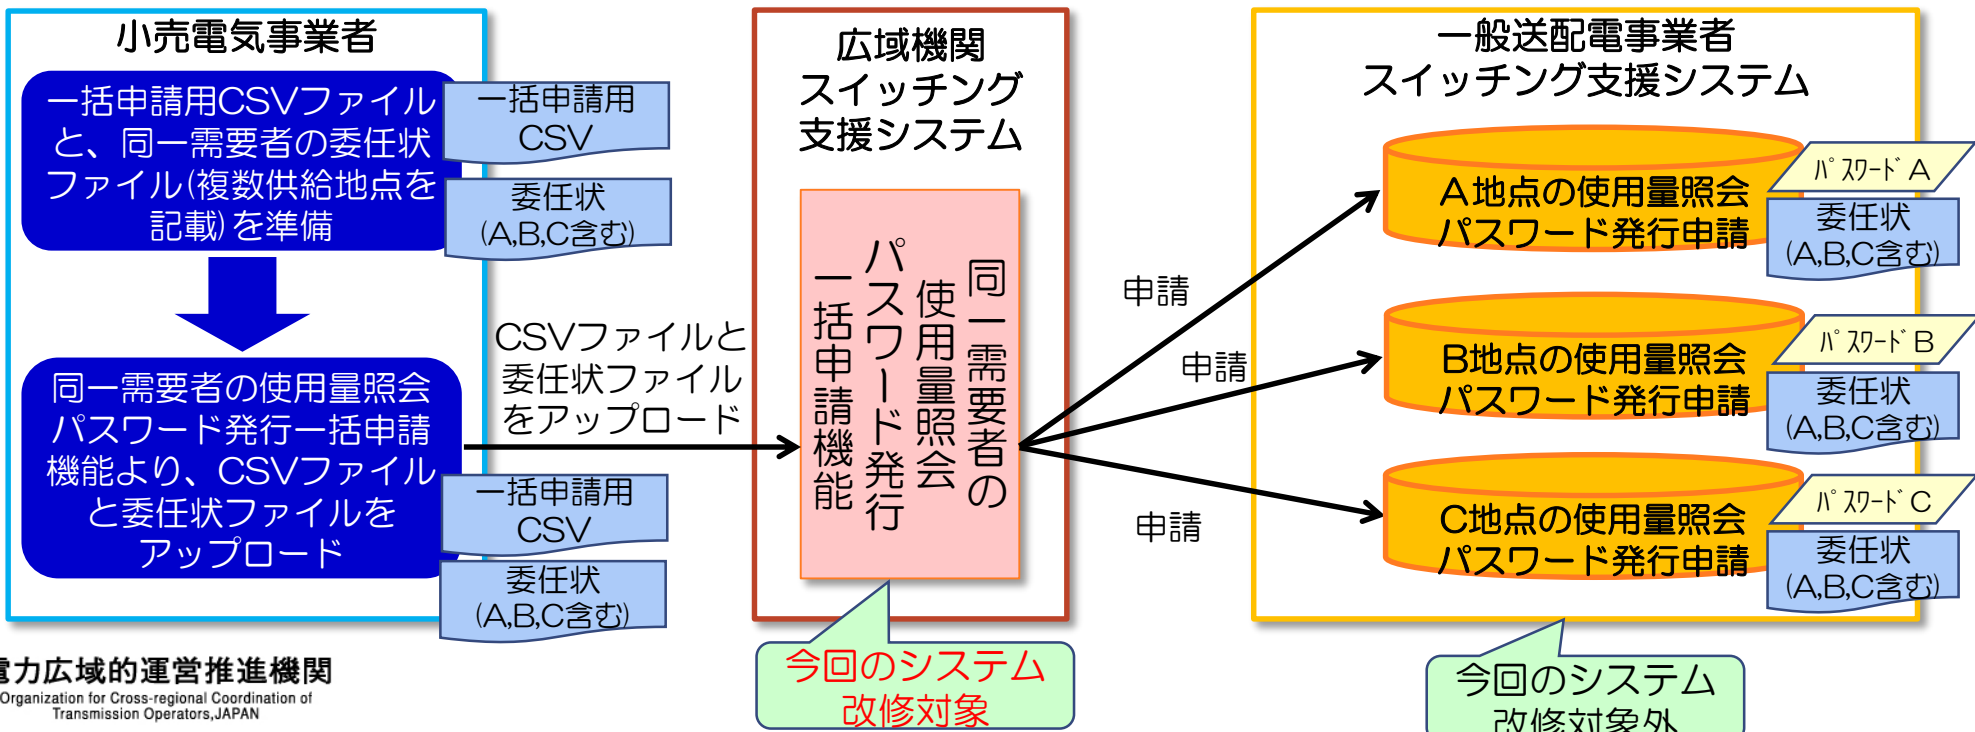 小売電気事業者
一括申請用CSVファイル
と、同一需要者の委任状
ファイル(複数供給地点を
記載)を準備
一括申請用
CSV
委任状
(A,B,C含む)
同一需要者の使用量照会
パスワード発行一括申請
機能より、CSVファイル
と委任状ファイルを
アップロード
一括申請用
CSV
委任状
(A,B,C含む)
CSVファイルと
委任状ファイル
をアップロード
広域機関
スイッチング
支援システム
同一需要者の
使用量照会
パスワード発行
一括申請機能
今回のシステム
改修対象
申請
申請
申請
一般送配電事業者
スイッチング支援システム
A地点の使用量照会
パスワード発行申請
ﾊﾟｽﾜｰﾄﾞA
委任状
(A,B,C含む)
B地点の使用量照会
パスワード発行申請
ﾊﾟｽﾜｰﾄﾞB
委任状
(A,B,C含む)
C地点の使用量照会
パスワード発行申請
ﾊﾟｽﾜｰﾄﾞC
委任状
(A,B,C含む)
今回のシステム
改修対象外
電力広域的運営推進機関
Organization for Cross-regional Coordination of
Transmission Operators,JAPAN